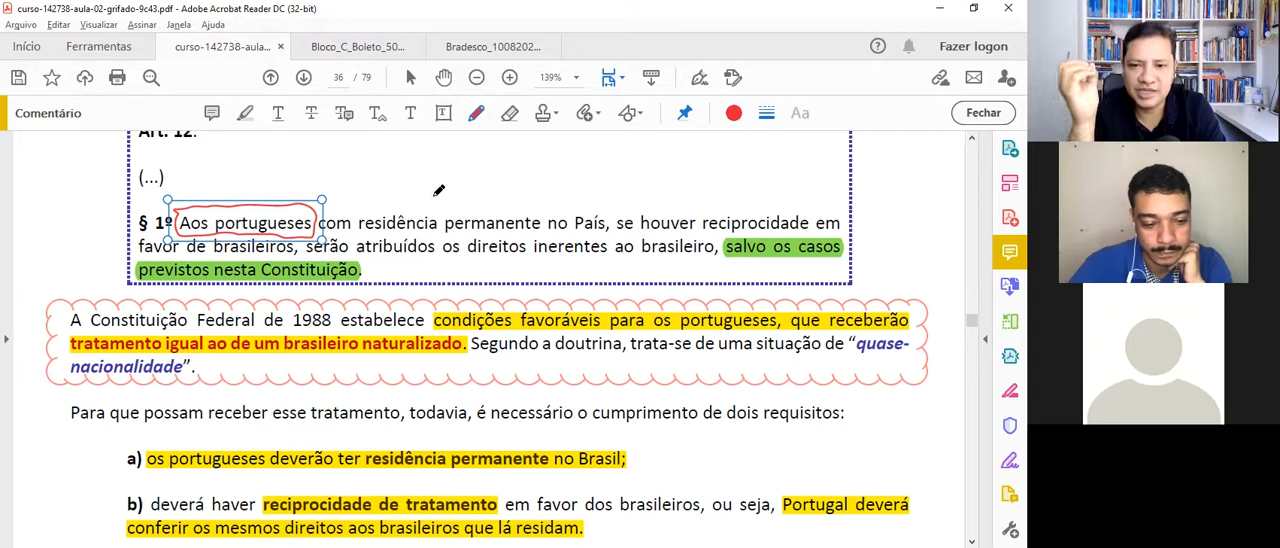 curso-142738-aula-02-grifado-9c43.pdf - Adobe Acrobat Reader DC (32-bit)
Arquivo Editar Visualizar Assinar Janela Ajuda
Início Ferramentas curso-142738-aula... × Bloco_C_Boleto_50... Bradesco_1008202... Fazer logon
36 / 79 139%
Comentário Aa Fechar
Art. 12.
(...)
§ 1º Aos portugueses com residência permanente no País, se houver reciprocidade em
favor de brasileiros, serão atribuídos os direitos inerentes ao brasileiro, salvo os casos
previstos nesta Constituição.
A Constituição Federal de 1988 estabelece condições favoráveis para os portugueses, que receberão
tratamento igual ao de um brasileiro naturalizado. Segundo a doutrina, trata-se de uma situação de “quase-
nacionalidade”.
Para que possam receber esse tratamento, todavia, é necessário o cumprimento de dois requisitos:
a) os portugueses deverão ter residência permanente no Brasil;
b) deverá haver reciprocidade de tratamento em favor dos brasileiros, ou seja, Portugal deverá
conferir os mesmos direitos aos brasileiros que lá residam.